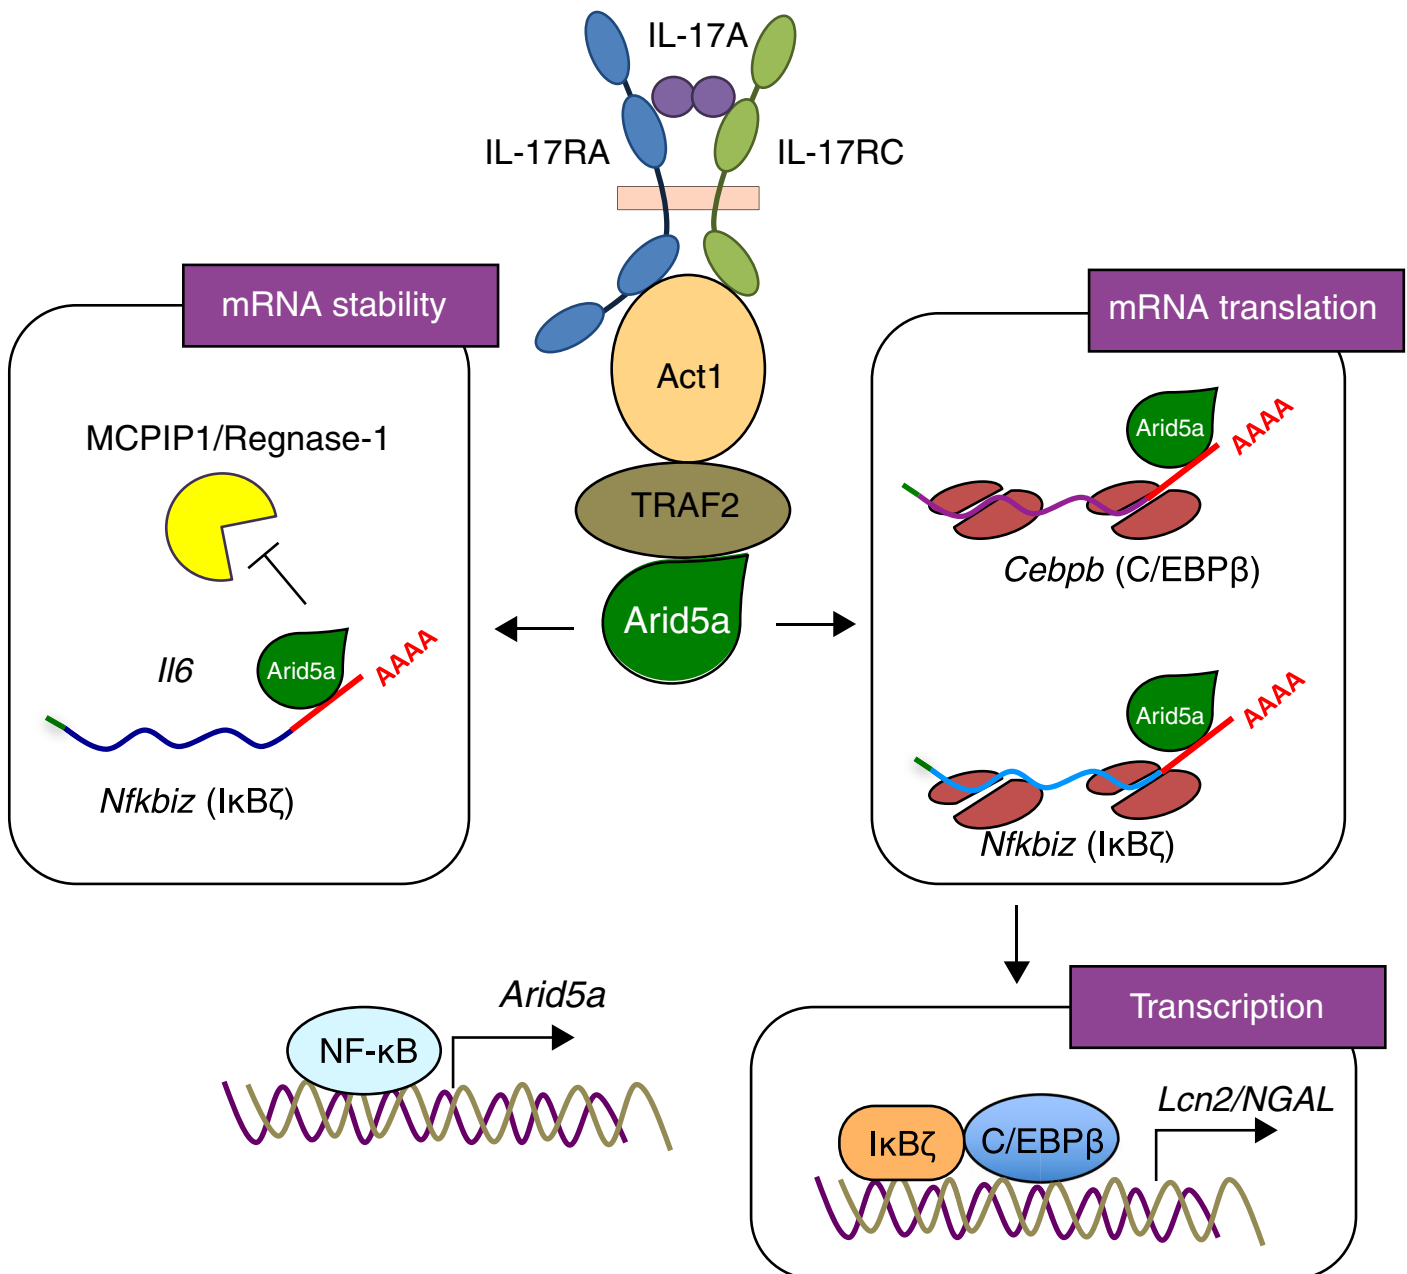 IL-17A
IL-17RA
IL-17RC
mRNA stability
MCPIP1/Regnase-1
Il6
Arid5a
AAAA
Nfkbiz (IκBζ)
Act1
TRAF2
Arid5a
mRNA translation
Arid5a
AAAA
Cebpb (C/EBPβ)
Arid5a
AAAA
Nfkbiz (IκBζ)
Arid5a
NF-κB
Transcription
Lcn2/NGAL
IκBζ
C/EBPβ